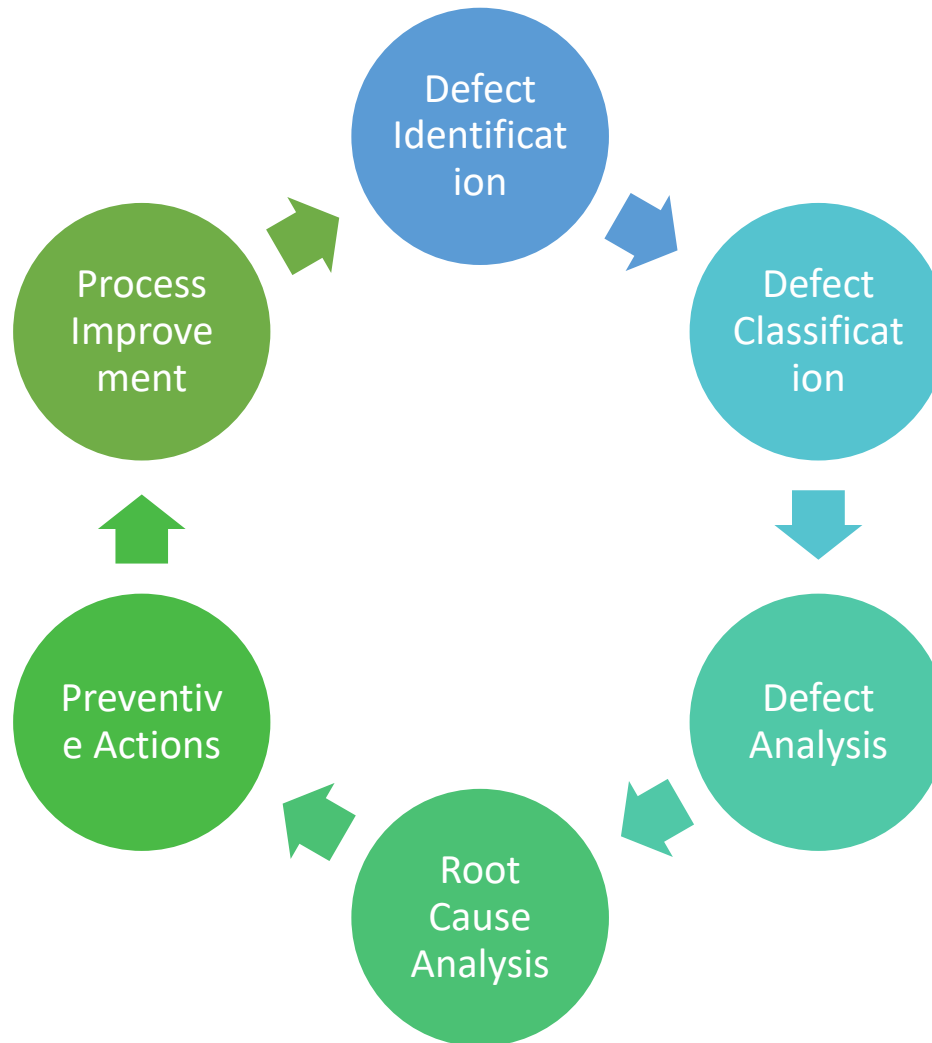 Defect
Identificat
ion
Defect
Classificat
ion
Defect
Analysis
Root
Cause
Analysis
Preventiv
e Actions
Process
Improve
ment